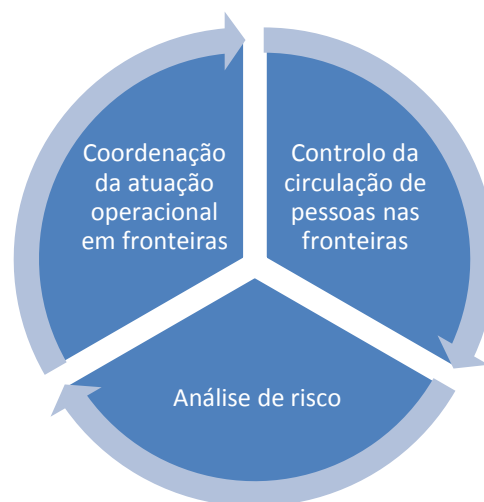 Coordenação
da atuação
operacional
em fronteiras
Controlo da
circulação de
pessoas nas
fronteiras
Análise de risco